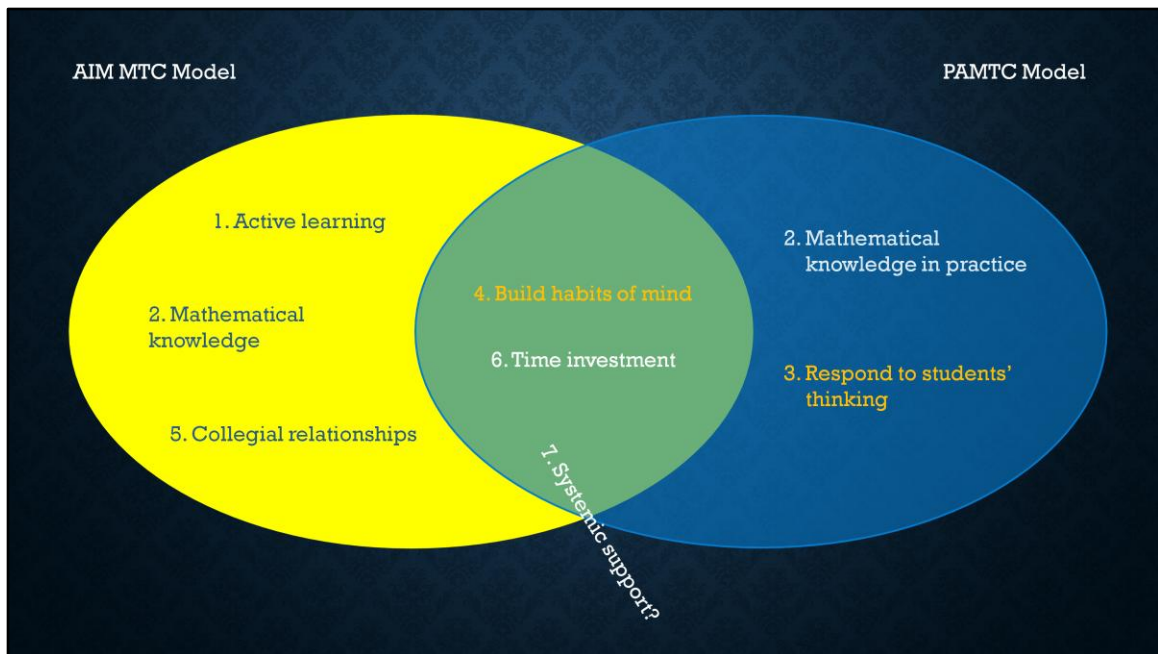 AIM MTC Model
PAMTC Model
1. Active learning
2. Mathematical
knowledge
5. Collegial relationships
4. Build habits of mind
6. Time investment
7. Systemic support?
2. Mathematical
knowledge in practice
3. Respond to students’
thinking